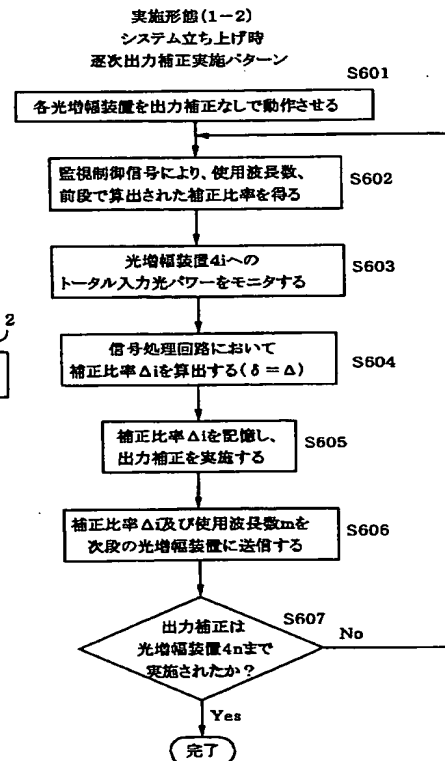 実施形態(1-2)
システム立ち上げ時
逐次出力補正実施パターン
S601
各光増幅装置を出力補正なしで動作させる
監視制御信号により、使用波長数、
前段で算出された補正比率を得る
S602
光増幅装置4iへの
トータル入力光パワーをモニタする
S603
2
信号処理回路において
補正比率Δiを算出する(δ=Δ)
S604
補正比率Δiを記憶し、
出力補正を実施する
S605
補正比率Δi及び使用波長数mを
次段の光増幅装置に送信する
S606
S607
出力補正は
光増幅装置4nまで
実施されたか?
No
Yes
完了